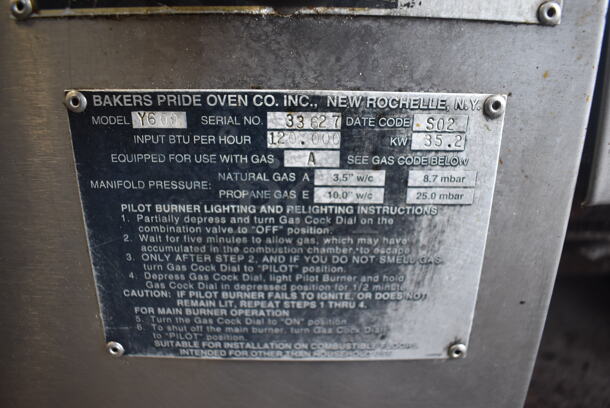 BAKERS PRIDE OVEN CO. INC., NEW ROCHELLE, N.Y.
MODEL Y600 SERIAL NO. 33627 DATE CODE S02
INPUT BTU PER HOUR 120.000 KW 35.2
EQUIPPED FOR USE WITH GAS A SEE GAS CODE BELOW
NATURAL GAS A 3.5" w/c 8.7 mbar
MANIFOLD PRESSURE:
PROPANE GAS E 10.0" w/c 25.0 mbar
PILOT BURNER LIGHTING AND RELIGHTING INSTRUCTIONS
1. Partially depress and turn Gas Cock Dial on the
combination valve to "OFF" position.
2. Wait for five minutes to allow gas, which may have
accumulated in the combustion chamber, to escape
3. ONLY AFTER STEP 2, AND IF YOU DO NOT SMELL GAS,
turn Gas Cock Dial to "PILOT" position.
4. Depress Gas Cock Dial, light Pilot Burner and hold
Gas Cock Dial in depressed position for 1/2 minute
CAUTION: IF PILOT BURNER FAILS TO IGNITE, OR DOES NOT
REMAIN LIT, REPEAT STEPS 1 THRU 4.
FOR MAIN BURNER OPERATION
5. Turn the Gas Cock Dial to "ON" position
6. To shut off the main burner, turn Gas Cock Dial
to "PILOT" position.
SUITABLE FOR INSTALLATION ON COMBUSTIBLE FLOORS.
INTENDED FOR OTHER THAN HOUSEHOLD USE